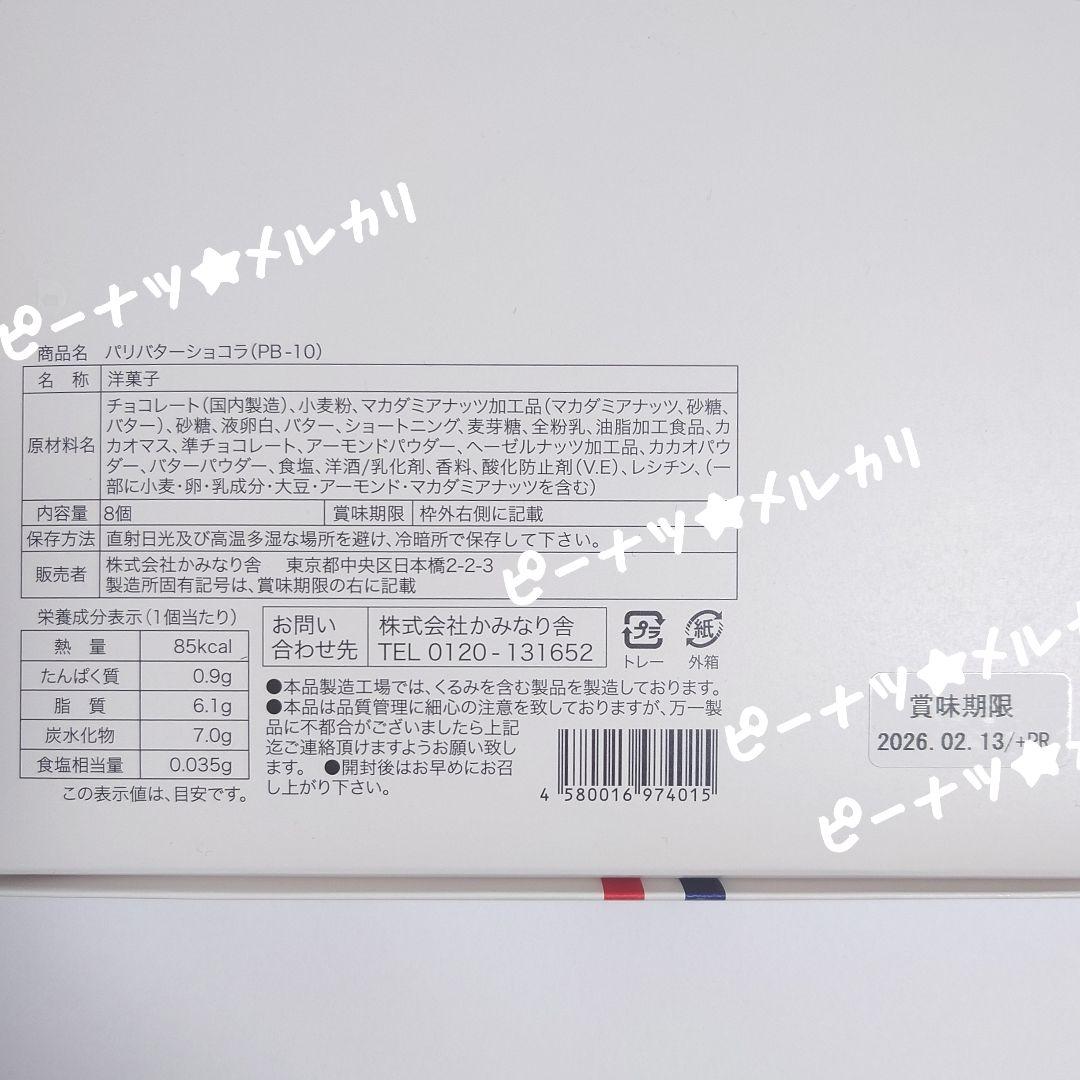 ピーナツ★メルカリ
商品名 パリバターショコラ(PB-10)
名 称 洋菓子
原材料名 チョコレート(国内製造)、小麦粉、マカダミアナッツ加工品(マカダミアナッツ、砂糖、
バター)、砂糖、液卵白、バター、ショートニング、麦芽糖、全粉乳、油脂加工食品、カ
カオマス、準チョコレート、アーモンドパウダー、ヘーゼルナッツ加工品、カカオパウ
ダー、バターパウダー、食塩、洋酒/乳化剤、香料、酸化防止剤(V.E)、レシチン、(一
部に小麦・卵・乳成分・大豆・アーモンド・マカダミアナッツを含む)
内容量 8個 賞味期限 枠外右側に記載
保存方法 直射日光及び高温多湿な場所を避け、冷暗所で保存して下さい。
販売者 株式会社かみなり舎 東京都中央区日本橋2-2-3
製造所固有記号は、賞味期限の右に記載
ピーナツ★メルカリ
栄養成分表示(1個当たり)
熱 量 85kcal
たんぱく質 0.9g
脂 質 6.1g
炭水化物 7.0g
食塩相当量 0.035g
この表示値は、目安です。
お問い
合わせ先
株式会社かみなり舎
TEL 0120-131652
プラ
トレー
紙
外箱
●本品製造工場では、くるみを含む製品を製造しております。
●本品は品質管理に細心の注意を致しておりますが、万一製
品に不都合がございましたら上記
迄ご連絡頂けますようお願い致し
ます。 ●開封後はお早めにお召
し上がり下さい。
4 580016 974015
ピーナツ★メルカ
賞味期限
2026.02.13/+PR
ピーナツ★メ